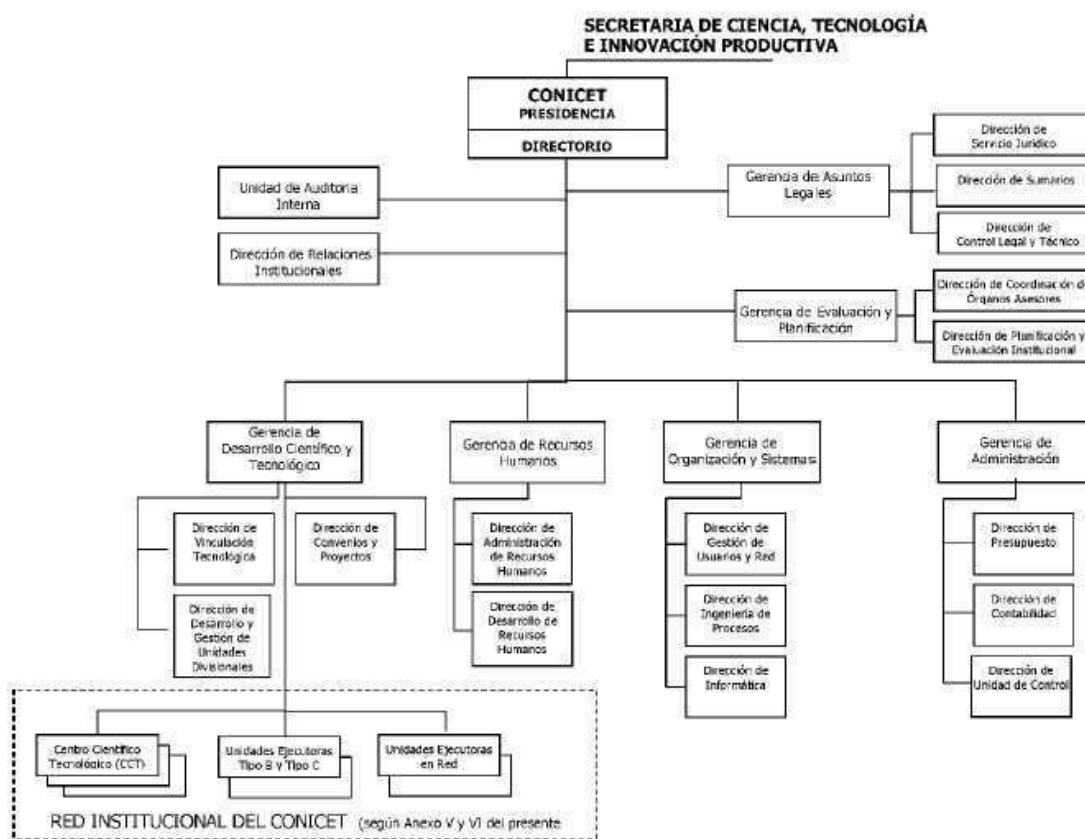 SECRETARIA DE CIENCIA, TECNOLOGÍA
E INNOVACIÓN PRODUCTIVA
CONICET
PRESIDENCIA
DIRECTORIO
Unidad de Auditoria
Interna
Dirección de Relaciones
Institucionales
Gerencia de Asuntos
Legales
Dirección de
Servicio Jurídico
Dirección de Sumarios
Dirección de
Control Legal y Técnico
Gerencia de Evaluación y
Planificación
Dirección de Coordinación de
Órganos Asesores
Dirección de Planificación y
Evaluación Institucional
Gerencia de
Desarrollo Científico y
Tecnológico
Dirección de
Vinculación
Tecnológica
Dirección de
Convenios y
Proyectos
Dirección de
Desarrollo y
Gestión de
Unidades
Divisionales
Gerencia de Recursos
Humanos
Dirección de
Administración
de Recursos
Humanos
Dirección de
Desarrollo de
Recursos
Humanos
Gerencia de
Organización y Sistemas
Dirección de
Gestión de
Usuarios y Red
Dirección de
Ingeniería de
Procesos
Dirección de
Informática
Gerencia de
Administración
Dirección de
Presupuesto
Dirección de
Contabilidad
Dirección de
Unidad de Control
Centro Científico
Tecnológico (CCT)
Unidades Ejecutoras
Tipo B y Tipo C
Unidades Ejecutoras
en Red
RED INSTITUCIONAL DEL CONICET (según Anexo V y VI del presente